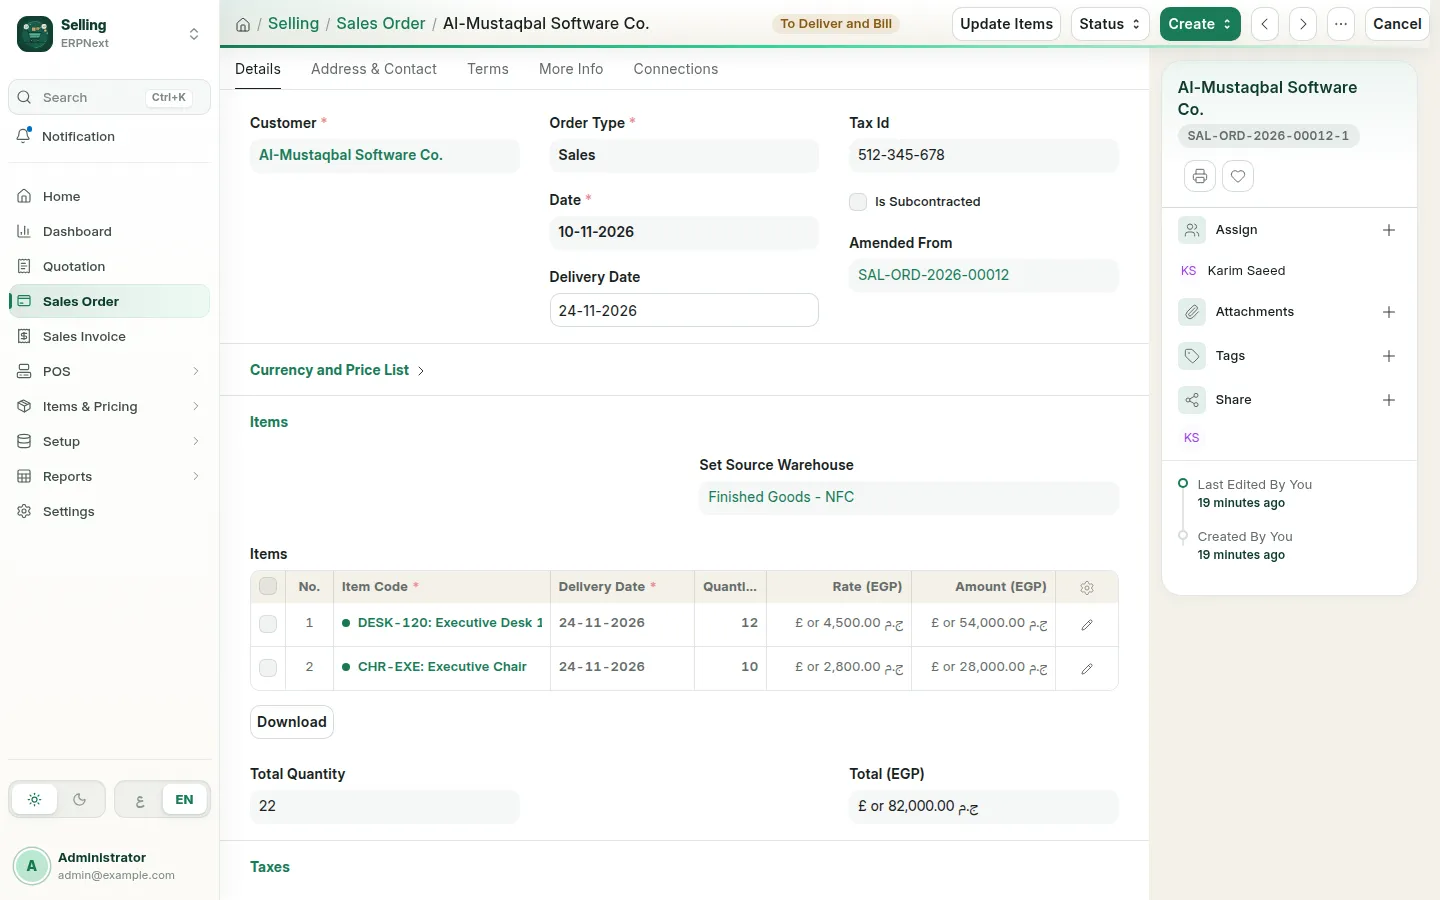 Selling
ERPNext
Search
Ctrl+K
Notification
Home
Dashboard
Quotation
Sales Order
Sales Invoice
POS
Items & Pricing
Setup
Reports
Settings
ع
EN
A
Administrator
admin@example.com
/ Selling / Sales Order / Al-Mustaqbal Software Co.
To Deliver and Bill
Update Items
Status
Create
Cancel
Details
Address & Contact
Terms
More Info
Connections
Customer *
Al-Mustaqbal Software Co.
Order Type *
Sales
Date *
10-11-2026
Delivery Date
24-11-2026
Tax Id
512-345-678
Is Subcontracted
Amended From
SAL-ORD-2026-00012
Currency and Price List
Items
Set Source Warehouse
Finished Goods - NFC
Items
No. Item Code * Delivery Date * Quanti... Rate (EGP) Amount (EGP)
1 DESK-120: Executive Desk 1 24-11-2026 12 £ or 4,500.00 ج.م £ or 54,000.00 ج.م
2 CHR-EXE: Executive Chair 24-11-2026 10 £ or 2,800.00 ج.م £ or 28,000.00 ج.م
Download
Total Quantity
22
Total (EGP)
£ or 82,000.00 ج.م
Taxes
Al-Mustaqbal Software
Co.
SAL-ORD-2026-00012-1
Assign
KS Karim Saeed
Attachments
Tags
Share
KS
Last Edited By You
19 minutes ago
Created By You
19 minutes ago